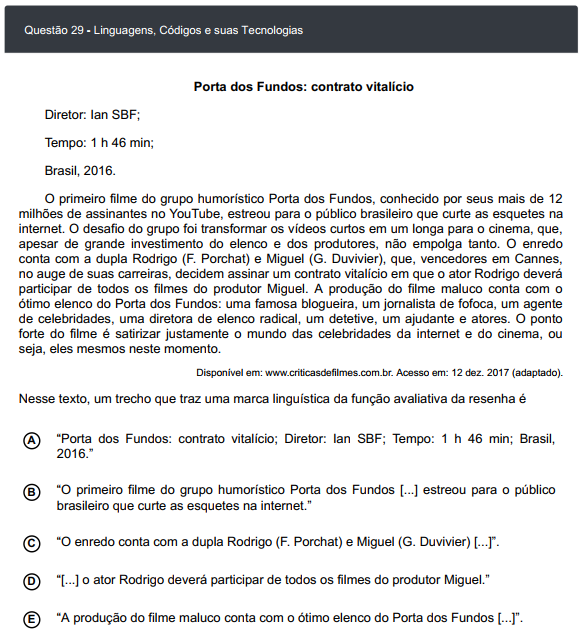 Questão 29 - Linguagens, Códigos e suas Tecnologias
Porta dos Fundos: contrato vitalício
Diretor: Ian SBF;
Tempo: 1 h 46 min;
Brasil, 2016.
O primeiro filme do grupo humorístico Porta dos Fundos, conhecido por seus mais de 12
milhões de assinantes no YouTube, estreou para o público brasileiro que curte as esquetes na
internet. O desafio do grupo foi transformar os vídeos curtos em um longa para o cinema, que,
apesar de grande investimento do elenco e dos produtores, não empolga tanto. O enredo
conta com a dupla Rodrigo (F. Porchat) e Miguel (G. Duvivier), que, vencedores em Cannes,
no auge de suas carreiras, decidem assinar um contrato vitalício em que o ator Rodrigo deverá
participar de todos os filmes do produtor Miguel. A produção do filme maluco conta com o
ótimo elenco do Porta dos Fundos: uma famosa blogueira, um jornalista de fofoca, um agente
de celebridades, uma diretora de elenco radical, um detetive, um ajudante e atores. O ponto
forte do filme é satirizar justamente o mundo das celebridades da internet e do cinema, ou
seja, eles mesmos neste momento.
Disponível em: www.criticasdefilmes.com.br. Acesso em: 12 dez. 2017 (adaptado).
Nesse texto, um trecho que traz uma marca linguística da função avaliativa da resenha é
A "Porta dos Fundos: contrato vitalício; Diretor: Ian SBF; Tempo: 1 h 46 min; Brasil,
2016."
B "O primeiro filme do grupo humorístico Porta dos Fundos [...] estreou para o público
brasileiro que curte as esquetes na internet."
C "O enredo conta com a dupla Rodrigo (F. Porchat) e Miguel (G. Duvivier) [...]".
D "[...] o ator Rodrigo deverá participar de todos os filmes do produtor Miguel."
E "A produção do filme maluco conta com o ótimo elenco do Porta dos Fundos [...]".